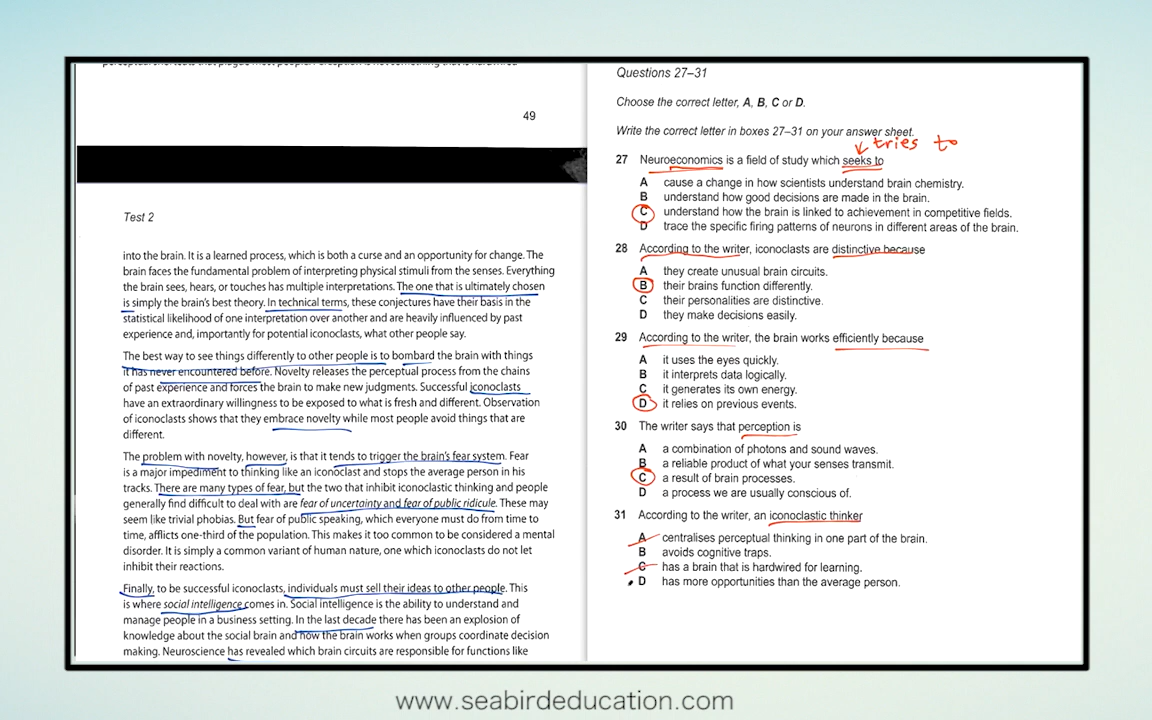 49
Test 2
into the brain. It is a learned process, which is both a curse and an opportunity for change. The
brain faces the fundamental problem of interpreting physical stimuli from the senses. Everything
the brain sees, hears, or touches has multiple interpretations. The one that is ultimately chosen
is simply the brain's best theory. In technical terms, these conjectures have their basis in the
statistical likelihood of one interpretation over another and are heavily influenced by past
experience and, importantly for potential iconoclasts, what other people say.
The best way to see things differently to other people is to bombard the brain with things
it has never encountered before. Novelty releases the perceptual process from the chains
of past experience and forces the brain to make new judgments. Successful iconoclasts
have an extraordinary willingness to be exposed to what is fresh and different. Observation
of iconoclasts shows that they embrace novelty while most people avoid things that are
different.
The problem with novelty, however, is that it tends to trigger the brain's fear system. Fear
is a major impediment to thinking like an iconoclast and stops the average person in his
tracks. There are many types of fear, but the two that inhibit iconoclastic thinking and people
generally find difficult to deal with are fear of uncertainty and fear of public ridicule. These may
seem like trivial phobias. But fear of public speaking, which everyone must do from time to
time, afflicts one-third of the population. This makes it too common to be considered a mental
disorder. It is simply a common variant of human nature, one which iconoclasts do not let
inhibit their reactions.
Finally, to be successful iconoclasts, individuals must sell their ideas to other people. This
is where social intelligence comes in. Social intelligence is the ability to understand and
manage people in a business setting. In the last decade there has been an explosion of
knowledge about the social brain and how the brain works when groups coordinate decision
making. Neuroscience has revealed which brain circuits are responsible for functions like
Questions 27–31
Choose the correct letter, A, B, C or D.
Write the correct letter in boxes 27–31 on your answer sheet.
tries to
27 Neuroeconomics is a field of study which seeks to
A cause a change in how scientists understand brain chemistry.
B understand how good decisions are made in the brain.
C understand how the brain is linked to achievement in competitive fields.
D trace the specific firing patterns of neurons in different areas of the brain.
28 According to the writer, iconoclasts are distinctive because
A they create unusual brain circuits.
B their brains function differently.
C their personalities are distinctive.
D they make decisions easily.
29 According to the writer, the brain works efficiently because
A it uses the eyes quickly.
B it interprets data logically.
C it generates its own energy.
D it relies on previous events.
30 The writer says that perception is
A a combination of photons and sound waves.
B a reliable product of what your senses transmit.
C a result of brain processes.
D a process we are usually conscious of.
31 According to the writer, an iconoclastic thinker
A centralises perceptual thinking in one part of the brain.
B avoids cognitive traps.
C has a brain that is hardwired for learning.
D has more opportunities than the average person.
www.seabirdeducation.com